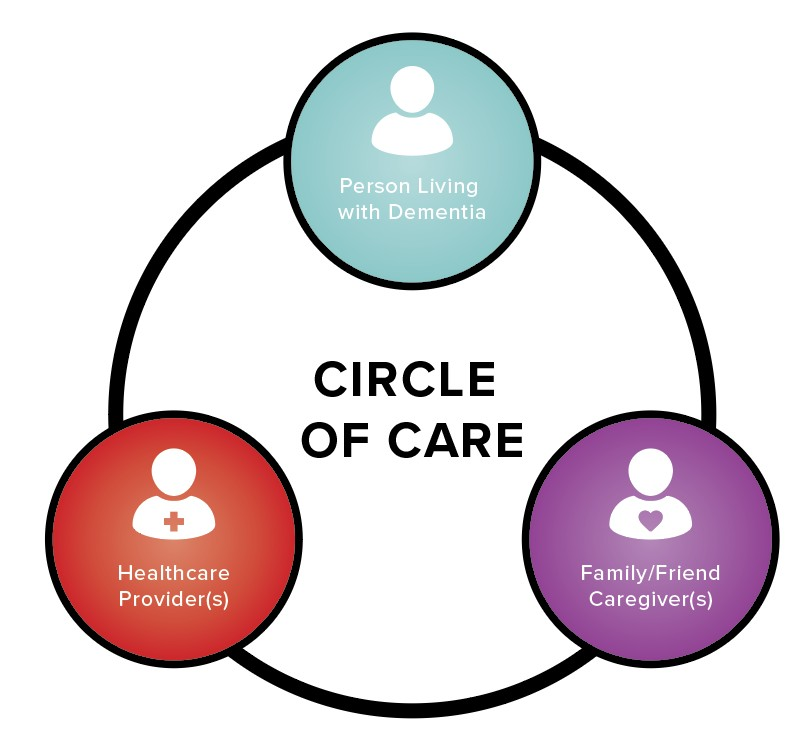 Person Living
with Dementia
CIRCLE
OF CARE
Healthcare
Provider(s)
Family/Friend
Caregiver(s)